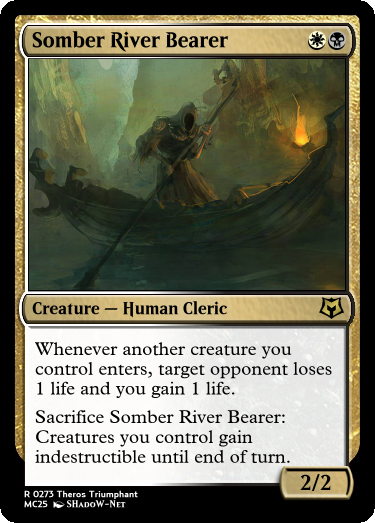 Somber River Bearer
Creature — Human Cleric
Whenever another creature you
control enters, target opponent loses
1 life and you gain 1 life.
Sacrifice Somber River Bearer:
Creatures you control gain
indestructible until end of turn.
2/2
R 0273 Theros Triumphant
MC25 SHADoW-NET